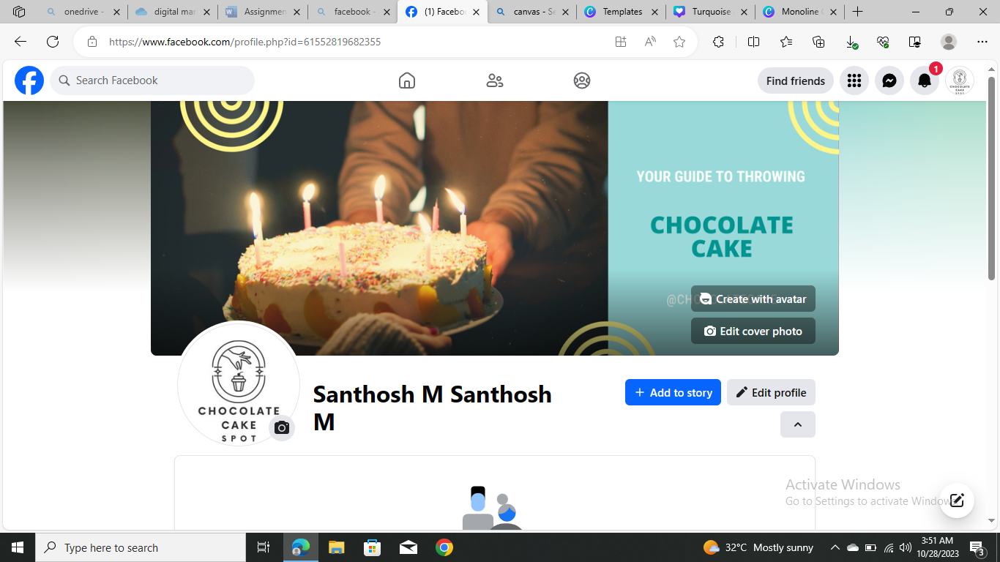 onedrive -
digital mar
Assignmen
facebook -
(1) Facebo
canvas - Se
Templates
Turquoise
Monoline C
https://www.facebook.com/profile.php?id=61552819682355
Search Facebook
Find friends
1
CHOCOLATE
CAKE
SPOT
YOUR GUIDE TO THROWING
CHOCOLATE
CAKE
Create with avatar
Edit cover photo
CHOCOLATE
CAKE
SPOT
Santhosh M Santhosh
M
+ Add to story
Edit profile
Activate Windows
Go to Settings to activate Windows
Type here to search
32°C Mostly sunny
3:51 AM
10/28/2023
3